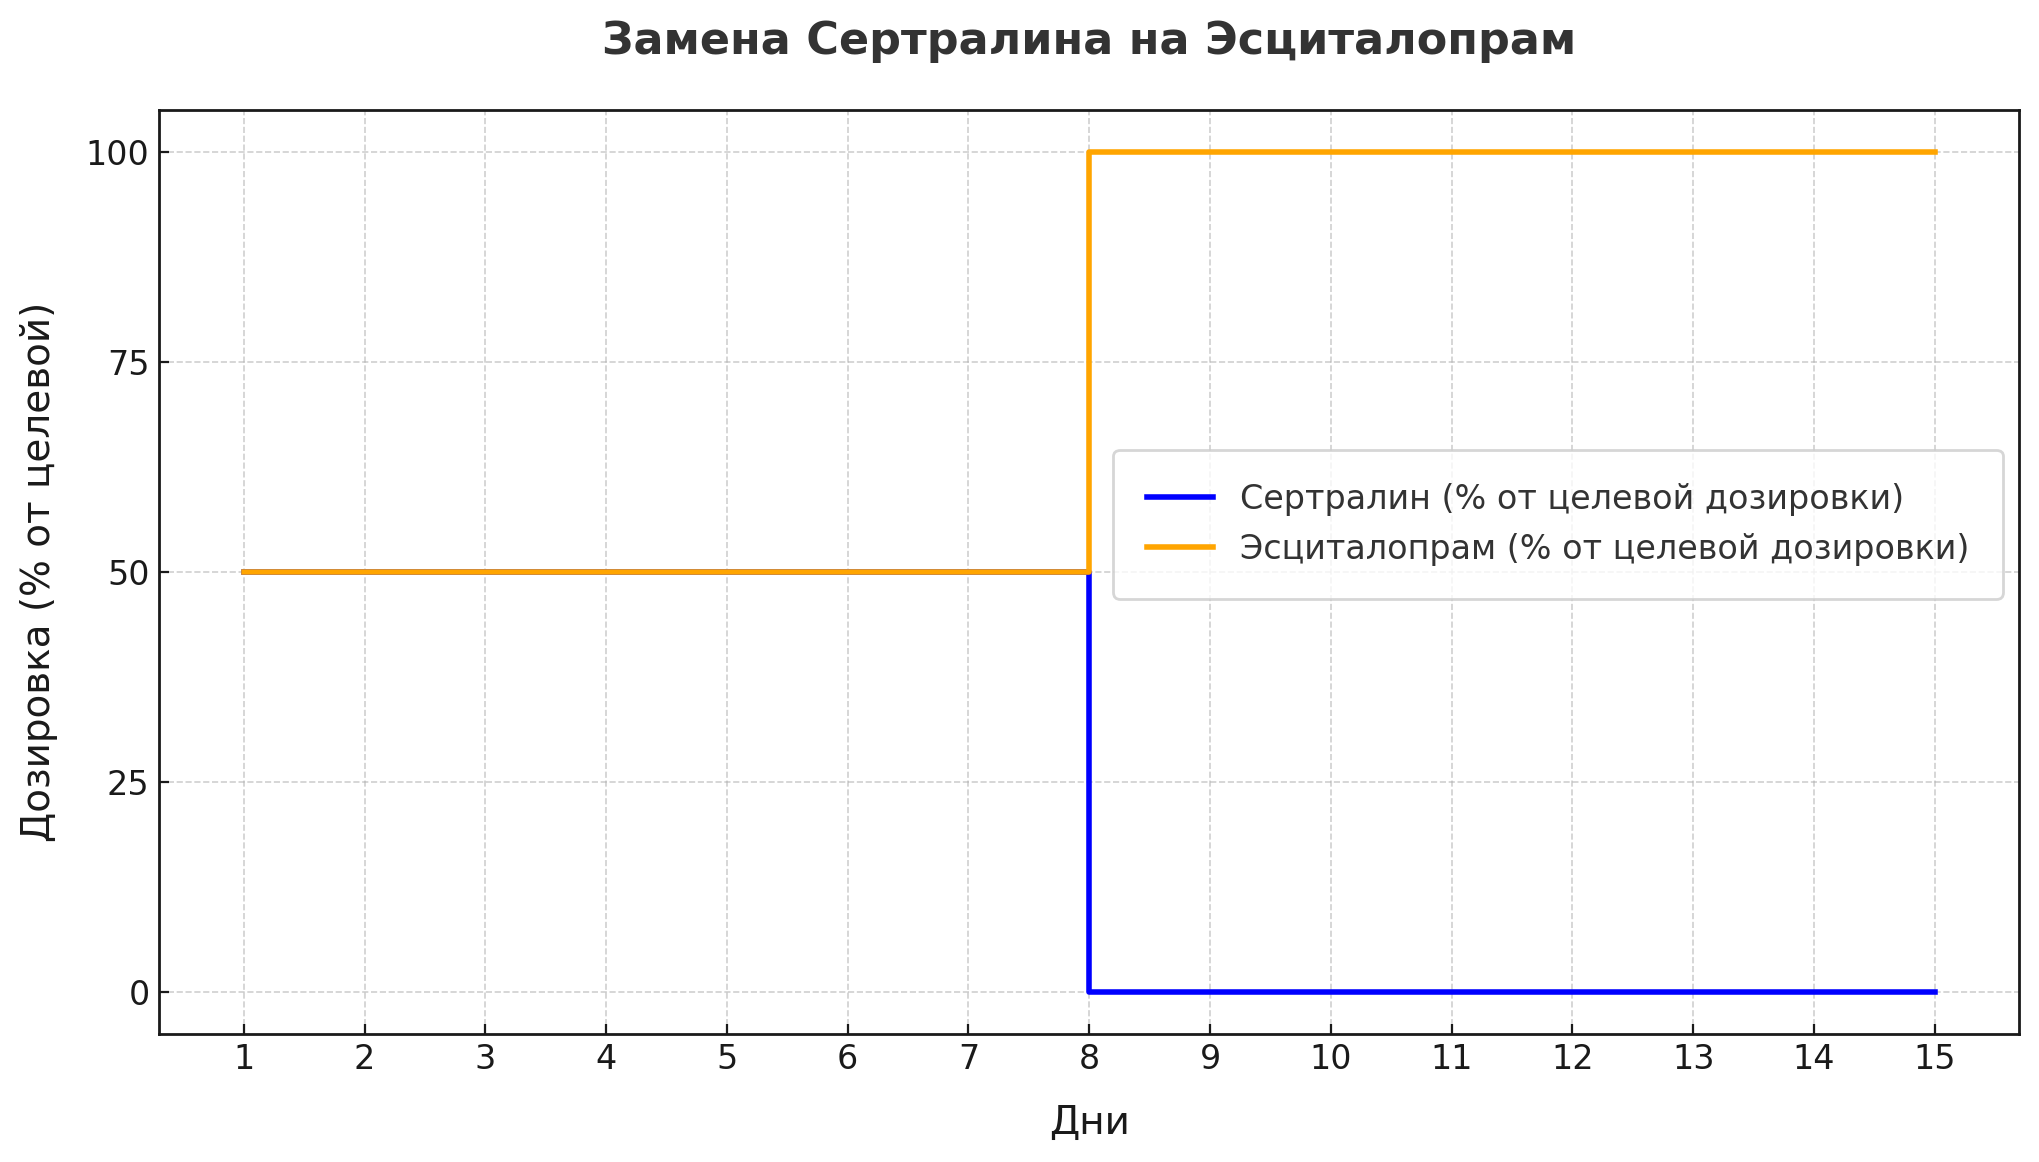 Замена Сертралина на Эсциталопрам
Дозировка (% от целевой)
100
75
50
25
0
Сертралин (% от целевой дозировки)
Эсциталопрам (% от целевой дозировки)
1 2 3 4 5 6 7 8 9 10 11 12 13 14 15
Дни